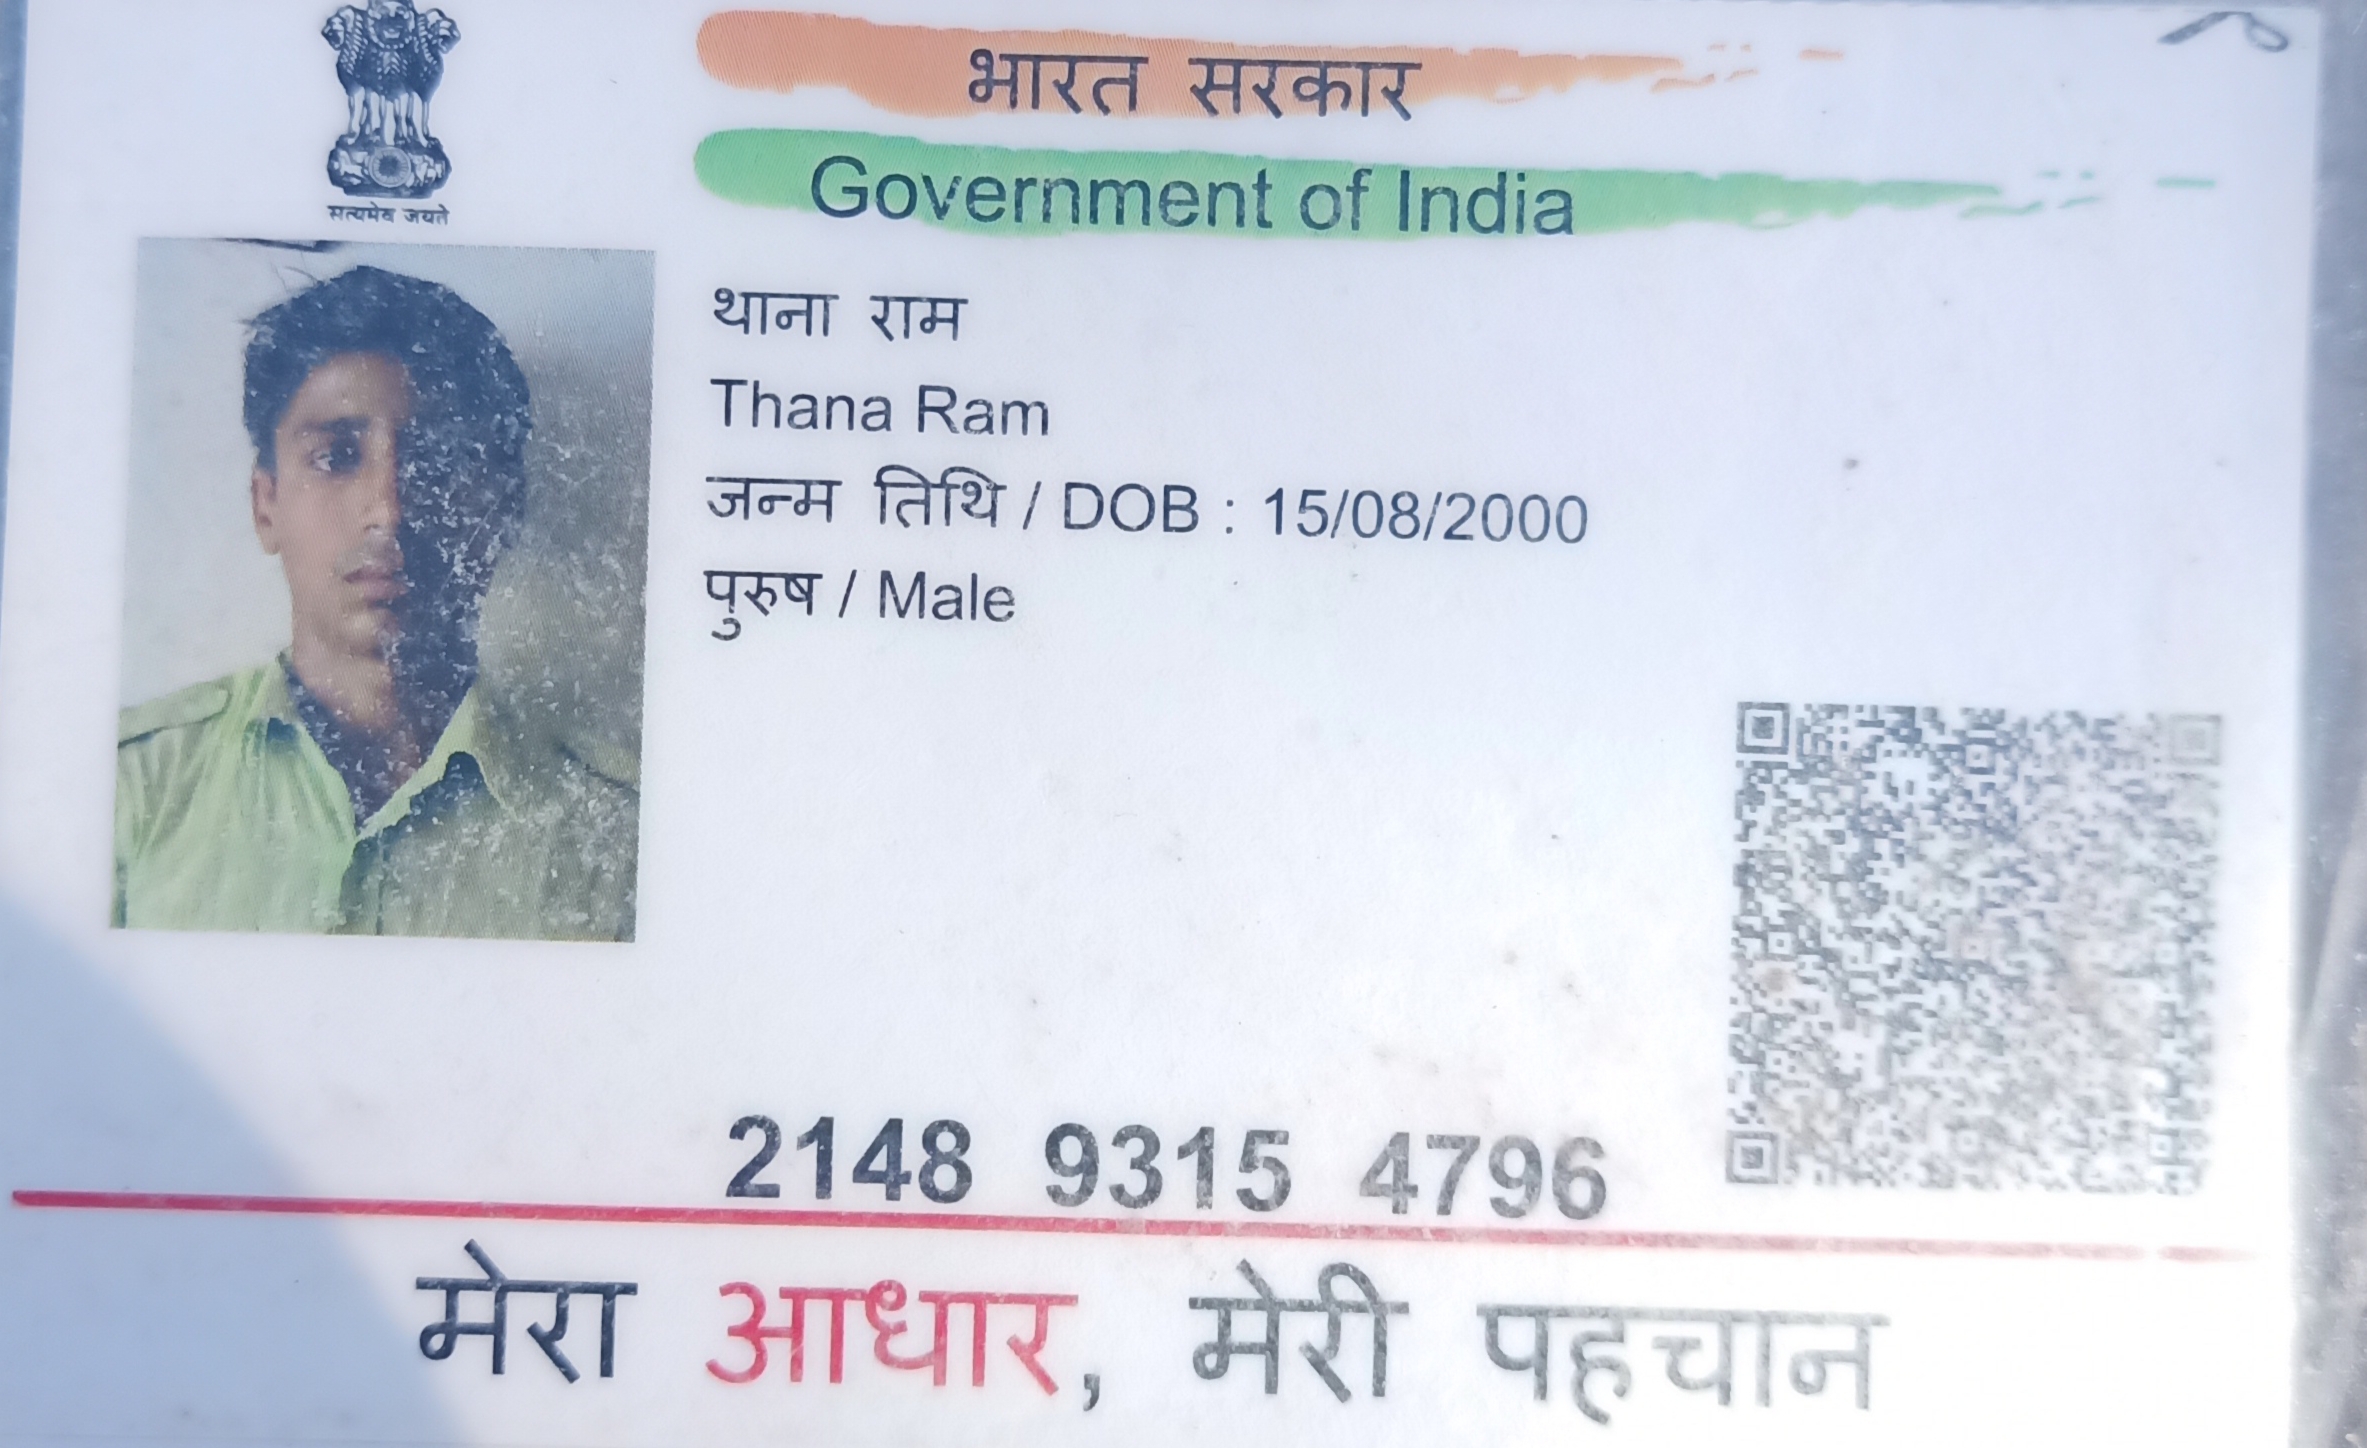 भारत सरकार
Government of India
सत्यमेव जयते
थाना राम
Thana Ram
जन्म तिथि / DOB : 15/08/2000
पुरुष / Male
2148 9315 4796
मेरा आधार, मेरी पहचान